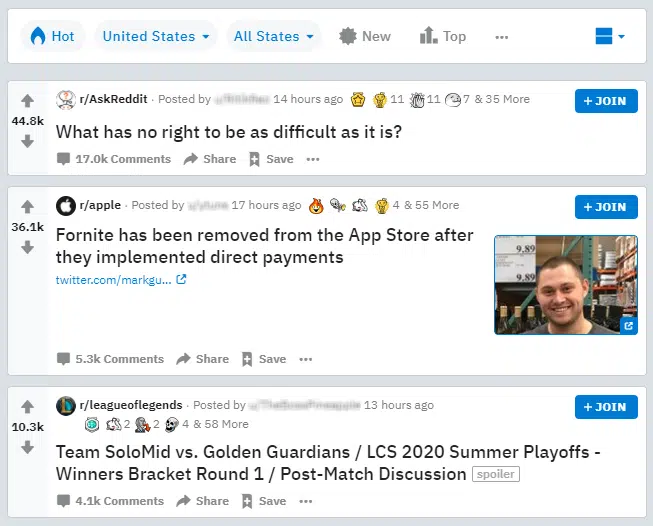 Hot United States All States New Top ...
r/AskReddit · Posted by 14 hours ago 11 11 7 & 35 More + JOIN
44.8k
What has no right to be as difficult as it is?
17.0k Comments Share Save ...
r/apple · Posted by 17 hours ago 4 & 55 More + JOIN
36.1k
Fornite has been removed from the App Store after
they implemented direct payments
twitter.com/markgu...
9.89
9.89
5.3k Comments Share Save ...
r/leagueoflegends · Posted by 13 hours ago + JOIN
2 2 4 & 58 More
10.3k
Team SoloMid vs. Golden Guardians / LCS 2020 Summer Playoffs -
Winners Bracket Round 1 / Post-Match Discussion spoiler
4.1k Comments Share Save ...